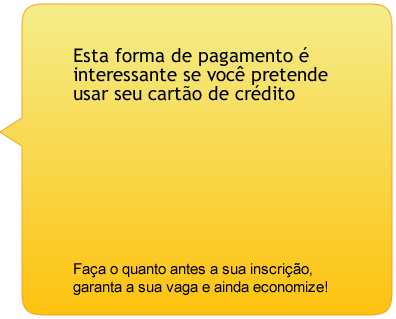 Esta forma de pagamento é
interessante se você pretende
usar seu cartão de crédito
Faça o quanto antes a sua inscrição,
garanta a sua vaga e ainda economize!